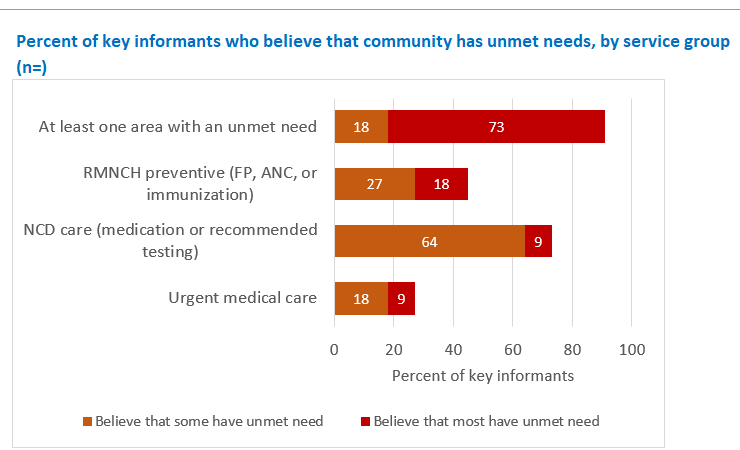 Percent of key informants who believe that community has unmet needs, by service group
(n=)
At least one area with an unmet need
18 73
RMNCH preventive (FP, ANC, or
immunization)
27 18
NCD care (medication or recommended
testing)
64 9
Urgent medical care
18 9
0 20 40 60 80 100
Percent of key informants
Believe that some have unmet need
Believe that most have unmet need